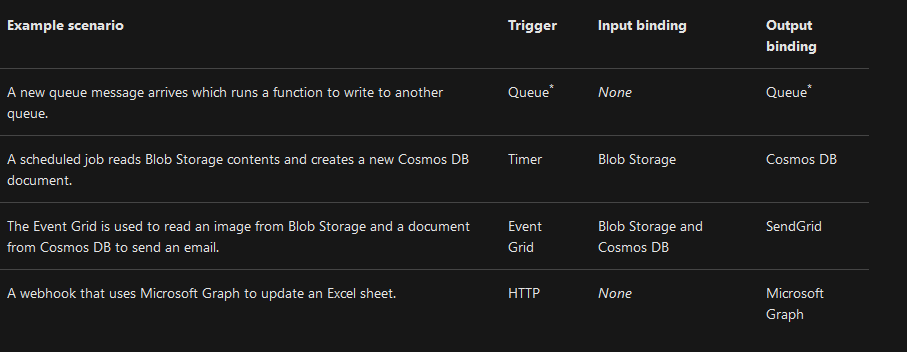 Example scenario Trigger Input binding Output
binding
A new queue message arrives which runs a function to write to another Queue* None Queue*
queue.
A scheduled job reads Blob Storage contents and creates a new Cosmos DB Timer Blob Storage Cosmos DB
document.
The Event Grid is used to read an image from Blob Storage and a document Event Blob Storage and SendGrid
from Cosmos DB to send an email. Grid Cosmos DB
A webhook that uses Microsoft Graph to update an Excel sheet. HTTP None Microsoft
Graph